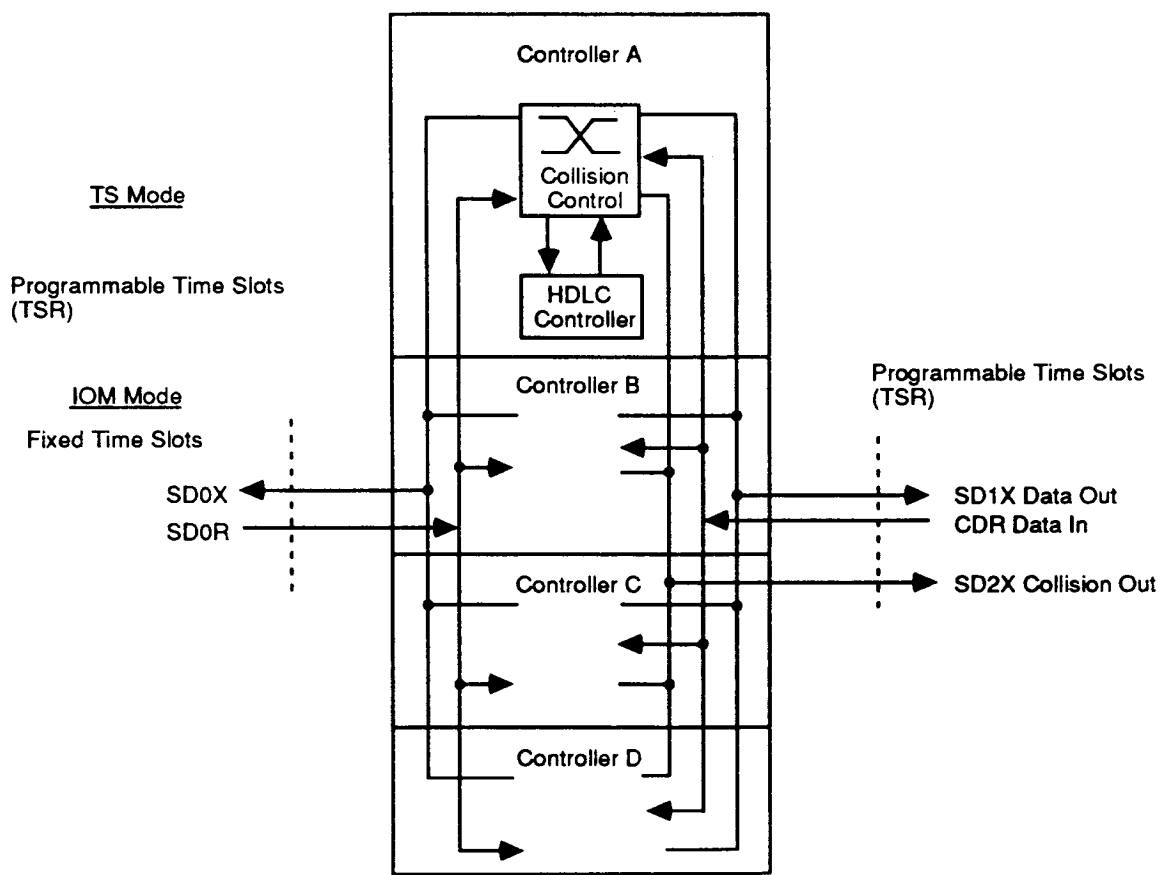 Controller A
Collision
Control
TS Mode
Programmable Time Slots
(TSR)
HDLC
Controller
Controller B
Programmable Time Slots
(TSR)
IOM Mode
Fixed Time Slots
SD0X
SD0R
SD1X Data Out
CDR Data In
Controller C
SD2X Collision Out
Controller D